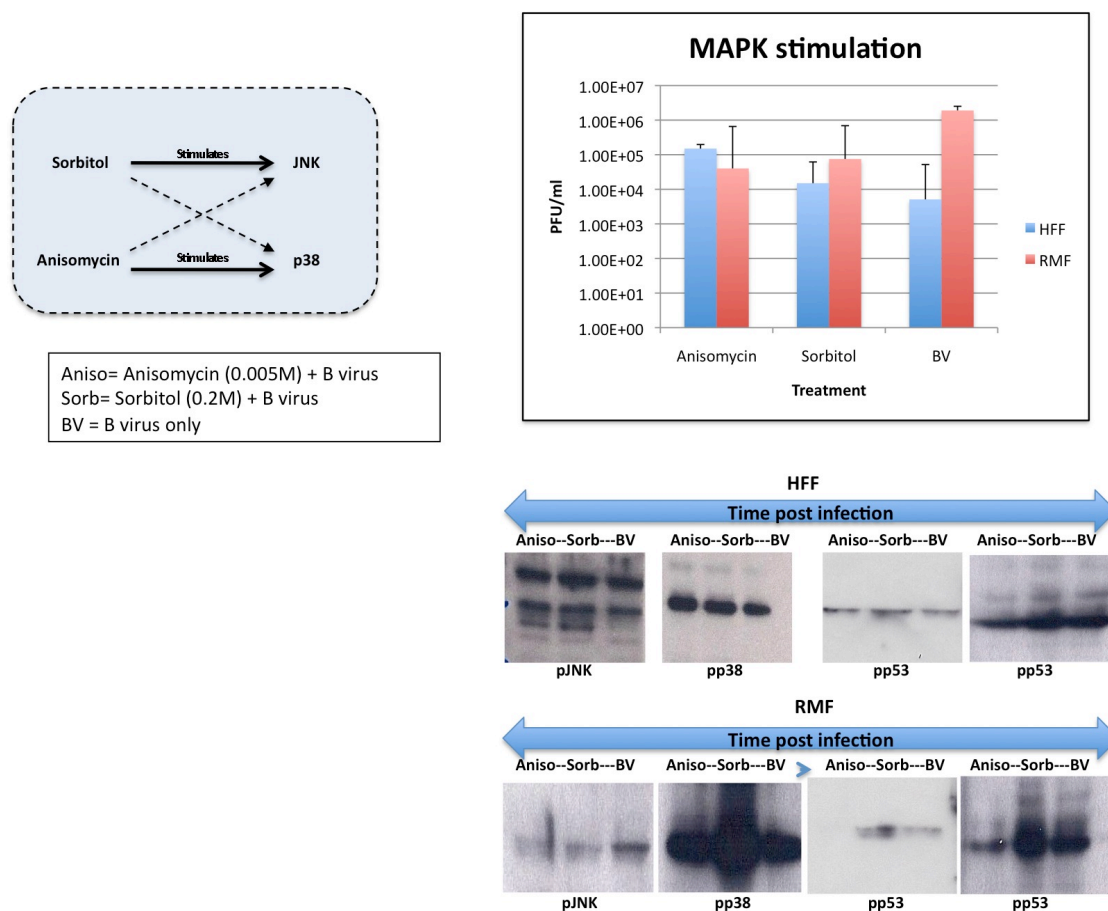 Sorbitol
Stimulates
JNK
Anisomycin
Stimulates
p38
Aniso= Anisomycin (0.005M) + B virus
Sorb= Sorbitol (0.2M) + B virus
BV = B virus only
MAPK stimulation
1.00E+07
1.00E+06
1.00E+05
1.00E+04
1.00E+03
1.00E+02
1.00E+01
1.00E+00
PFU/ml
Anisomycin Sorbitol BV
Treatment
HFF
RMF
HFF
Time post infection
Aniso--Sorb---BV Aniso--Sorb---BV Aniso--Sorb---BV Aniso--Sorb---BV
pJNK pp38 pp53 pp53
RMF
Time post infection
Aniso--Sorb---BV Aniso--Sorb---BV Aniso--Sorb---BV Aniso--Sorb---BV
pJNK pp38 pp53 pp53